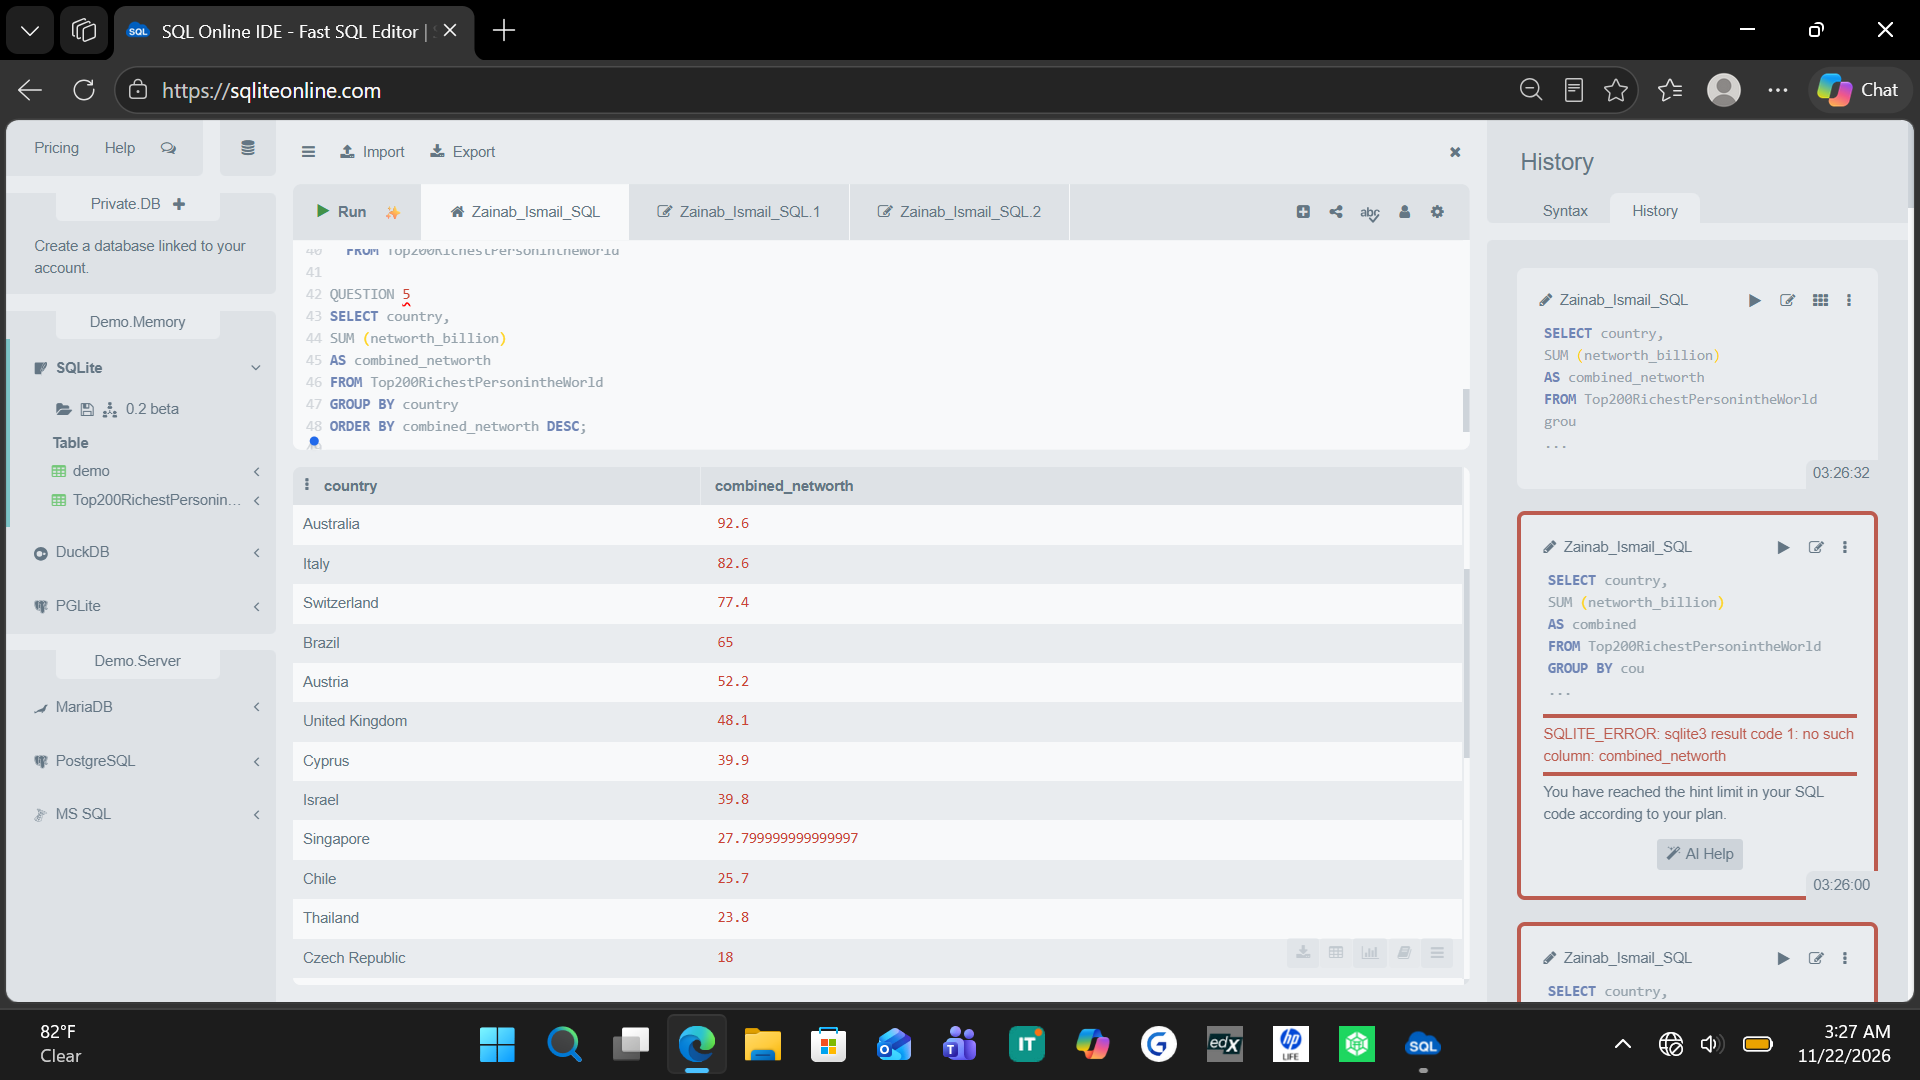 SQL Online IDE - Fast SQL Editor |
https://sqliteonline.com
Chat
Pricing
Help
Import
Export
Private.DB
Create a database linked to your
account.
Demo.Memory
SQLite
0.2 beta
Table
demo
Top200RichestPersonin...
DuckDB
PGLite
Demo.Server
MariaDB
PostgreSQL
MS SQL
Run
Zainab_Ismail_SQL
Zainab_Ismail_SQL.1
Zainab_Ismail_SQL.2
abc
40 FROM Top200RichestPersonintheWorld
41
42 QUESTION 5
43 SELECT country,
44 SUM (networth_billion)
45 AS combined_networth
46 FROM Top200RichestPersonintheWorld
47 GROUP BY country
48 ORDER BY combined_networth DESC;
country combined_networth
Australia 92.6
Italy 82.6
Switzerland 77.4
Brazil 65
Austria 52.2
United Kingdom 48.1
Cyprus 39.9
Israel 39.8
Singapore 27.799999999999997
Chile 25.7
Thailand 23.8
Czech Republic 18
History
Syntax
History
Zainab_Ismail_SQL
SELECT country,
SUM (networth_billion)
AS combined_networth
FROM Top200RichestPersonintheWorld
grou
...
03:26:32
Zainab_Ismail_SQL
SELECT country,
SUM (networth_billion)
AS combined
FROM Top200RichestPersonintheWorld
GROUP BY cou
...
SQLITE_ERROR: sqlite3 result code 1: no such
column: combined_networth
You have reached the hint limit in your SQL
code according to your plan.
AI Help
03:26:00
Zainab_Ismail_SQL
SELECT country,
82°F
Clear
IT
edX
hp
LIFE
SQL
3:27 AM
11/22/2026